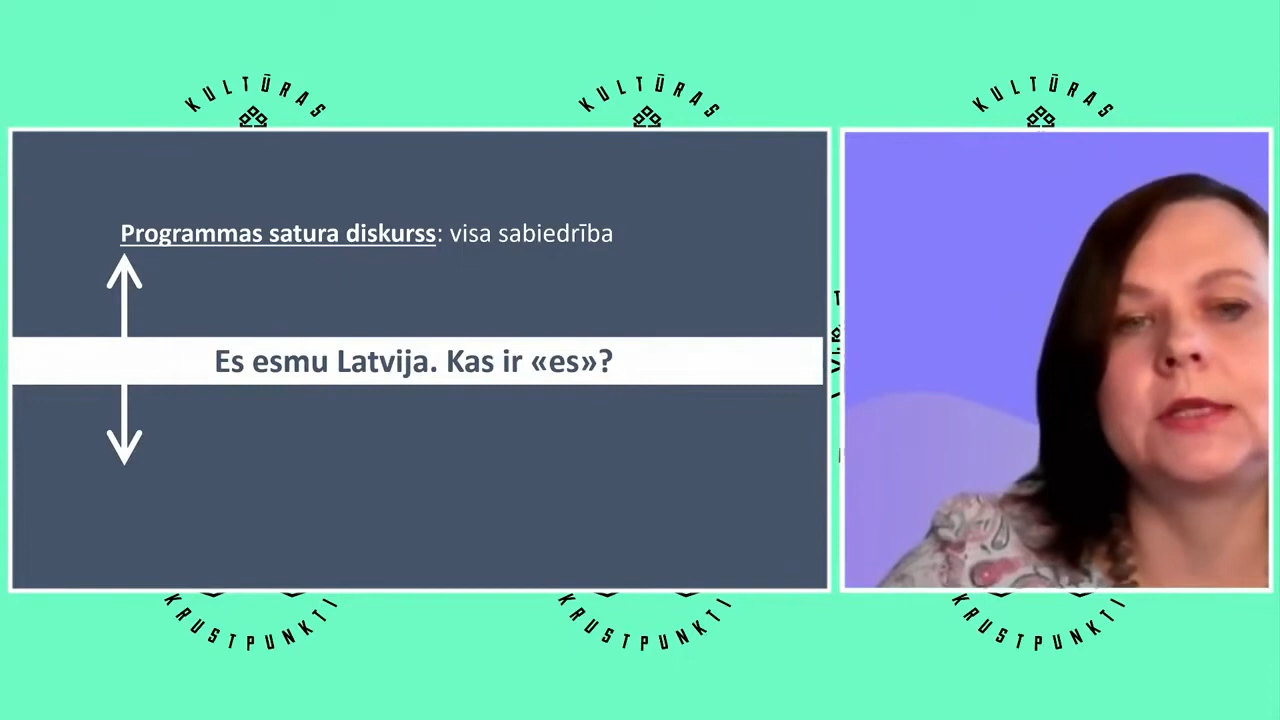 KULTŪRAS
KULTŪRAS
KULTŪRAS
Programmas satura diskurss: visa sabiedrība
Es esmu Latvija. Kas ir «es»?
KRUSTPUNKTI
KRUSTPUNKTI
KRUSTPUNKTI